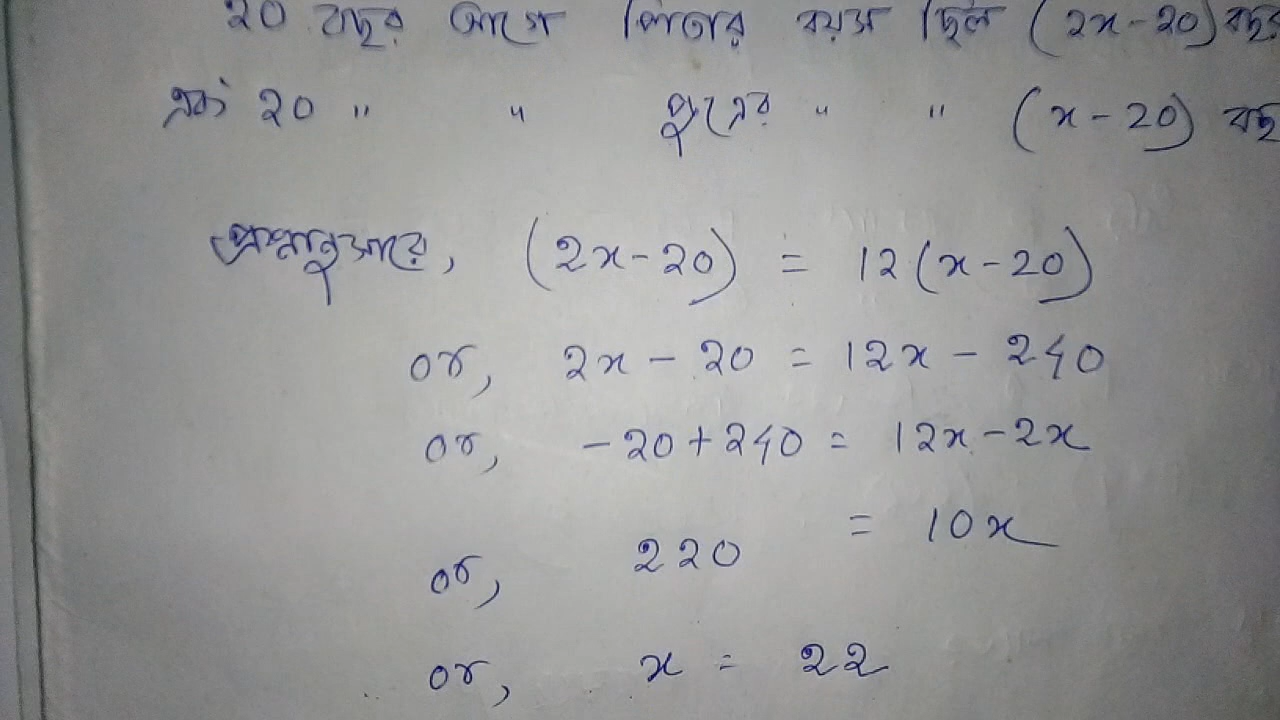 20 বছর আগে পিতার বয়স ছিল (2x-20) বছর
এবং 20 " " পুত্রের " " (x-20) বছ
প্রশ্নানুসারে, (2x-20) = 12(x-20)
or, 2x - 20 = 12x - 240
or, -20+240 = 12x-2x
or, 220 = 10x
or, x = 22